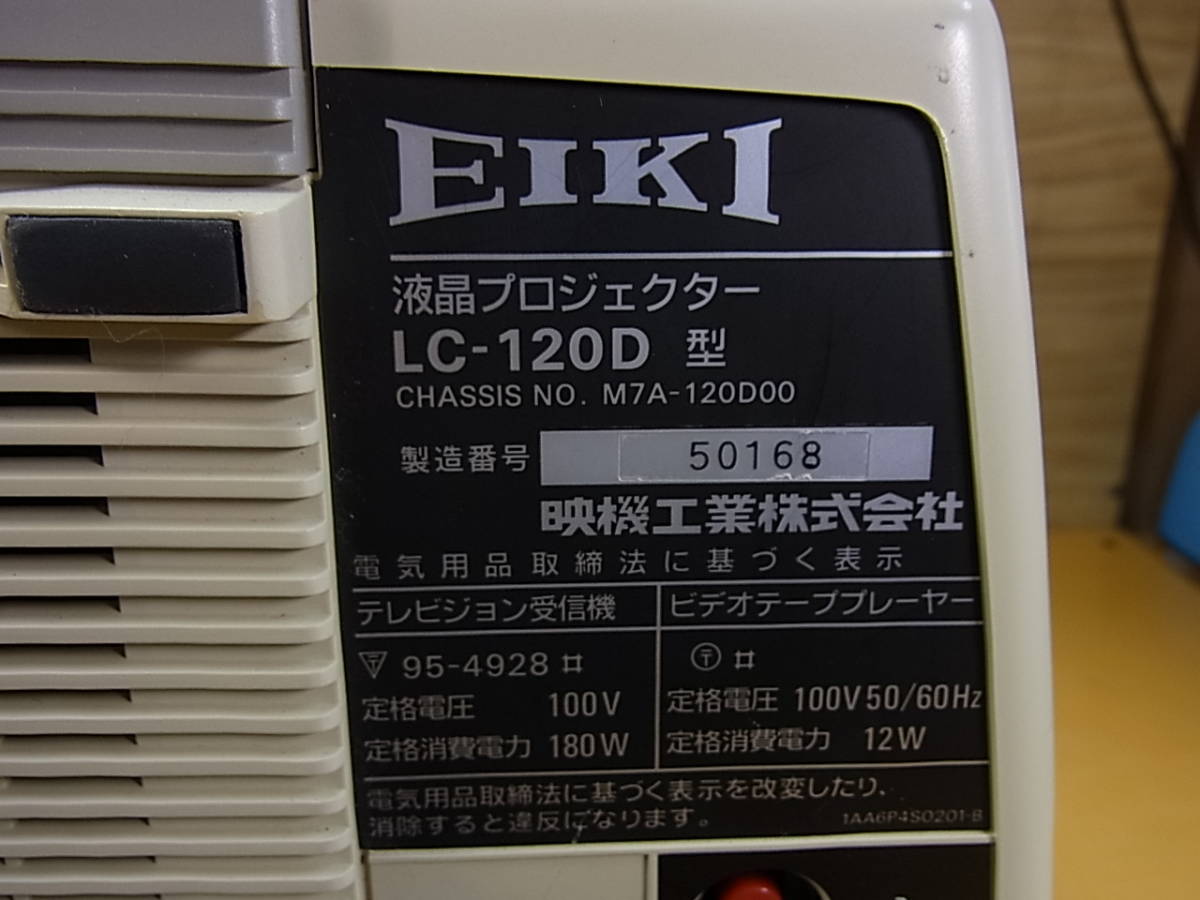 EIKI
液晶プロジェクター
LC-120D 型
CHASSIS NO. M7A-120D00
製造番号 50168
映機工業株式会社
電気用品取締法に基づく表示
テレビジョン受信機 ビデオテーププレーヤー
〒 95-4928 ♯ 〒 ♯
定格電圧 100V 定格電圧 100V 50/60Hz
定格消費電力 180W 定格消費電力 12W
電気用品取締法に基づく表示を改変したり、
消除すると違反になります。 1AA6P4S0201-B